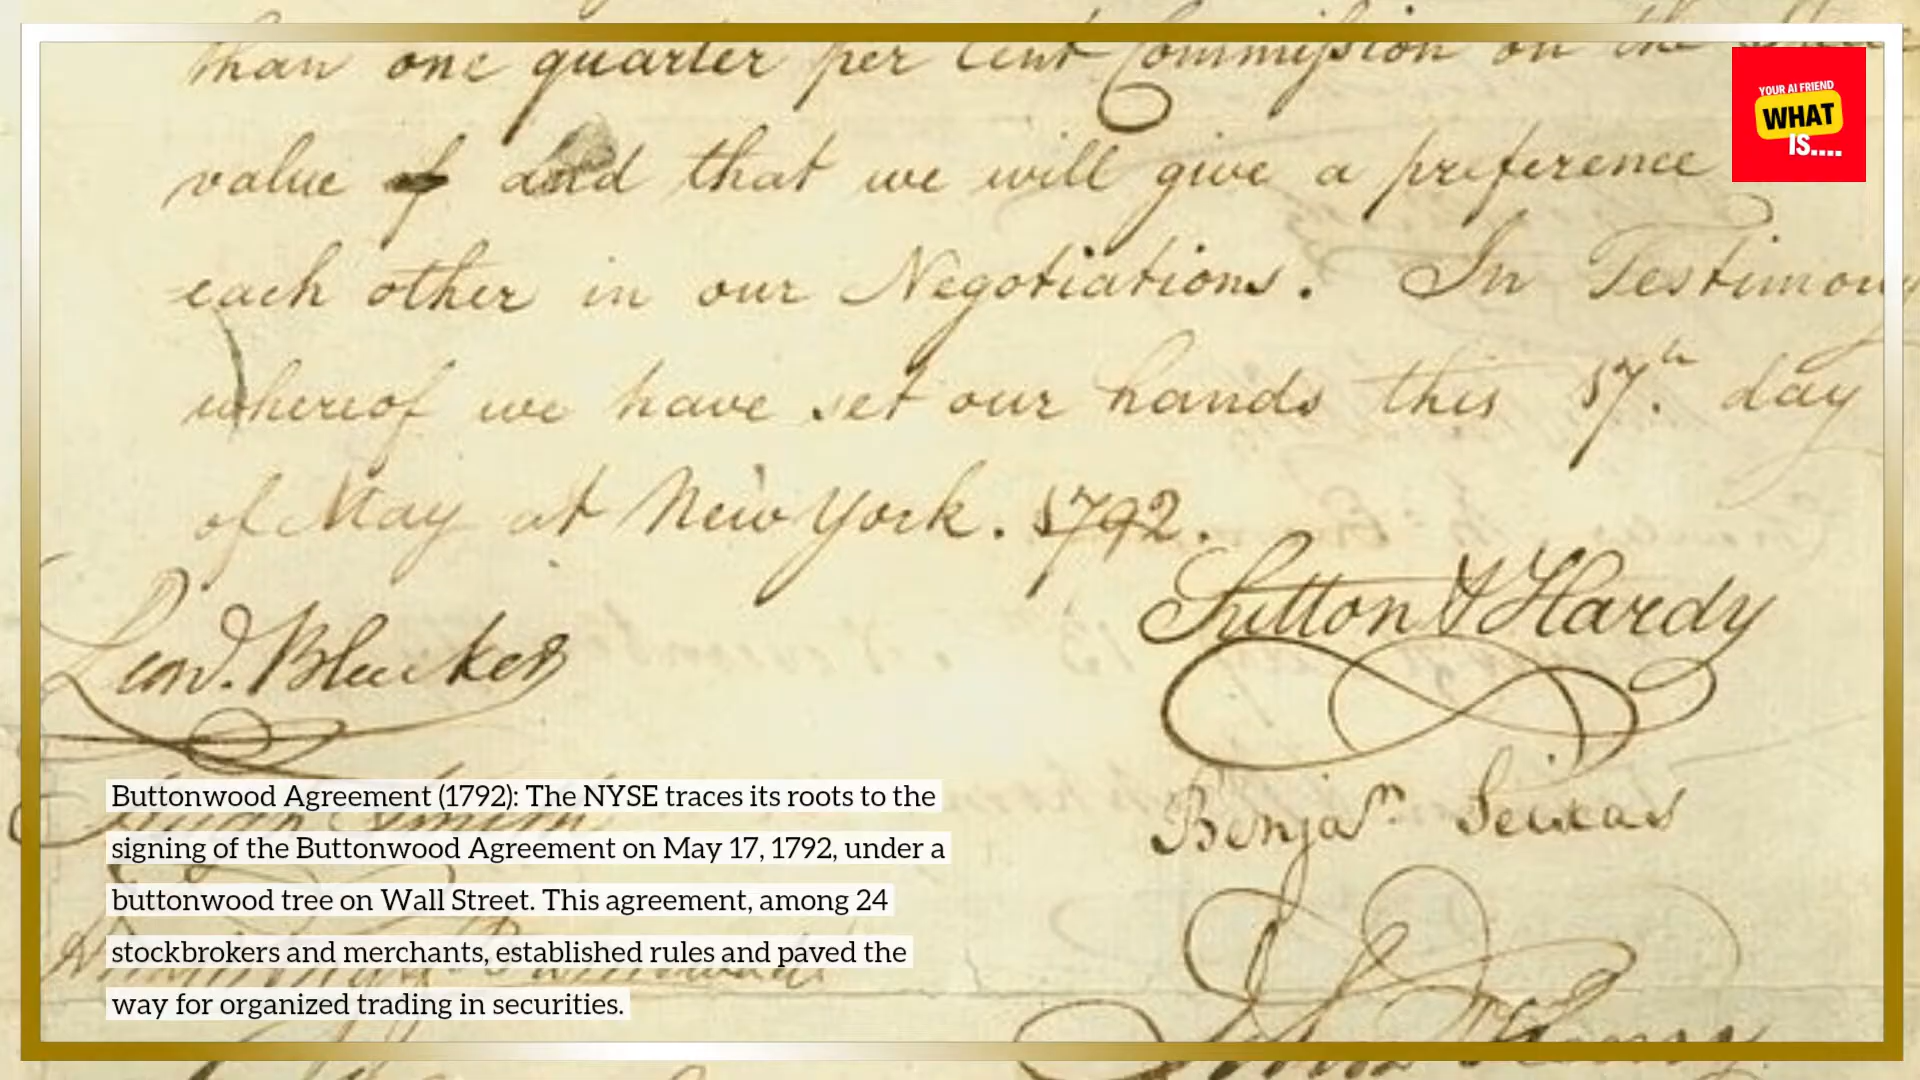 than one quarter per Cent Commission on the
value of and that we will give a preference
each other in our Negotiations. In Testimony
whereof we have set our hands this 17th day
of May at New York. 1792.
Leond. Bleecker
Sutton & Hardy
Benjan Seixas
YOUR AI FRIEND
WHAT
IS....
Buttonwood Agreement (1792): The NYSE traces its roots to the
signing of the Buttonwood Agreement on May 17, 1792, under a
buttonwood tree on Wall Street. This agreement, among 24
stockbrokers and merchants, established rules and paved the
way for organized trading in securities.
John Henry